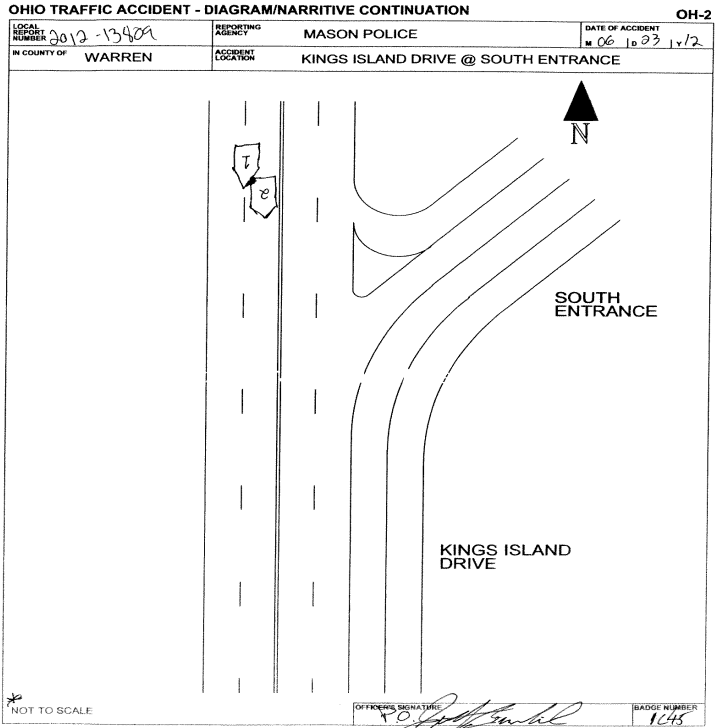 OHIO TRAFFIC ACCIDENT - DIAGRAM/NARRITIVE CONTINUATION
OH-2
LOCAL REPORT NUMBER 2012-13409
REPORTING AGENCY MASON POLICE
DATE OF ACCIDENT
M 06 D 23 Y 12
IN COUNTY OF WARREN
ACCIDENT LOCATION KINGS ISLAND DRIVE @ SOUTH ENTRANCE
N
1
2
SOUTH
ENTRANCE
KINGS ISLAND
DRIVE
*
NOT TO SCALE
OFFICER'S SIGNATURE
P.O.
BADGE NUMBER
1C45